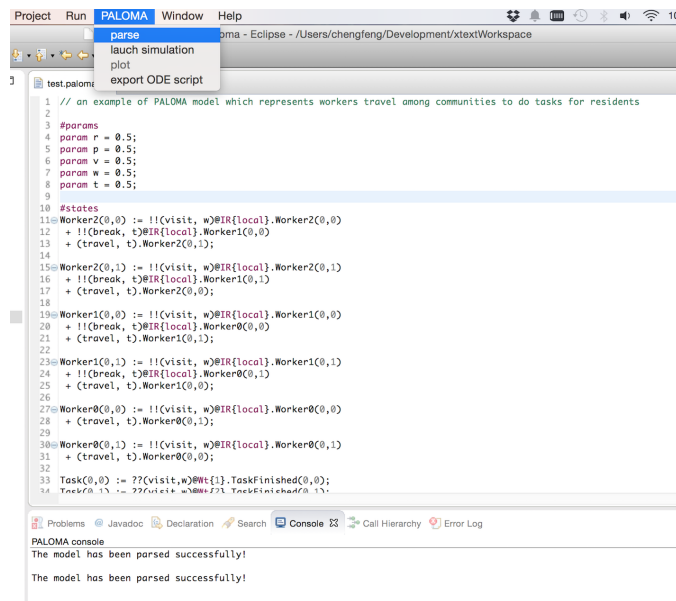 Project Run PALOMA Window Help
parse
lauch simulation
plot
export ODE script
oma - Eclipse - /Users/chengfeng/Development/xtextWorkspace
test.paloma
1 // an example of PALOMA model which represents workers travel among communities to do tasks for residents
2
3 #params
4 param r = 0.5;
5 param p = 0.5;
6 param v = 0.5;
7 param w = 0.5;
8 param t = 0.5;
9
10 #states
11 Worker2(0,0) := !!(visit, w)@IR{local}.Worker2(0,0)
12 + !!(break, t)@IR{local}.Worker1(0,0)
13 + (travel, t).Worker2(0,1);
14
15 Worker2(0,1) := !!(visit, w)@IR{local}.Worker2(0,1)
16 + !!(break, t)@IR{local}.Worker1(0,1)
17 + (travel, t).Worker2(0,0);
18
19 Worker1(0,0) := !!(visit, w)@IR{local}.Worker1(0,0)
20 + !!(break, t)@IR{local}.Worker0(0,0)
21 + (travel, t).Worker1(0,1);
22
23 Worker1(0,1) := !!(visit, w)@IR{local}.Worker1(0,1)
24 + !!(break, t)@IR{local}.Worker0(0,1)
25 + (travel, t).Worker1(0,0);
26
27 Worker0(0,0) := !!(visit, w)@IR{local}.Worker0(0,0)
28 + (travel, t).Worker0(0,1);
29
30 Worker0(0,1) := !!(visit, w)@IR{local}.Worker0(0,1)
31 + (travel, t).Worker0(0,0);
32
33 Task(0,0) := ??(visit,w)@Wt{1}.TaskFinished(0,0);
34 Task(0,1) := ??(visit,w)@Wt{2}.TaskFinished(0,1);
Problems @ Javadoc Declaration Search Console Call Hierarchy Error Log
PALOMA console
The model has been parsed successfully!
The model has been parsed successfully!